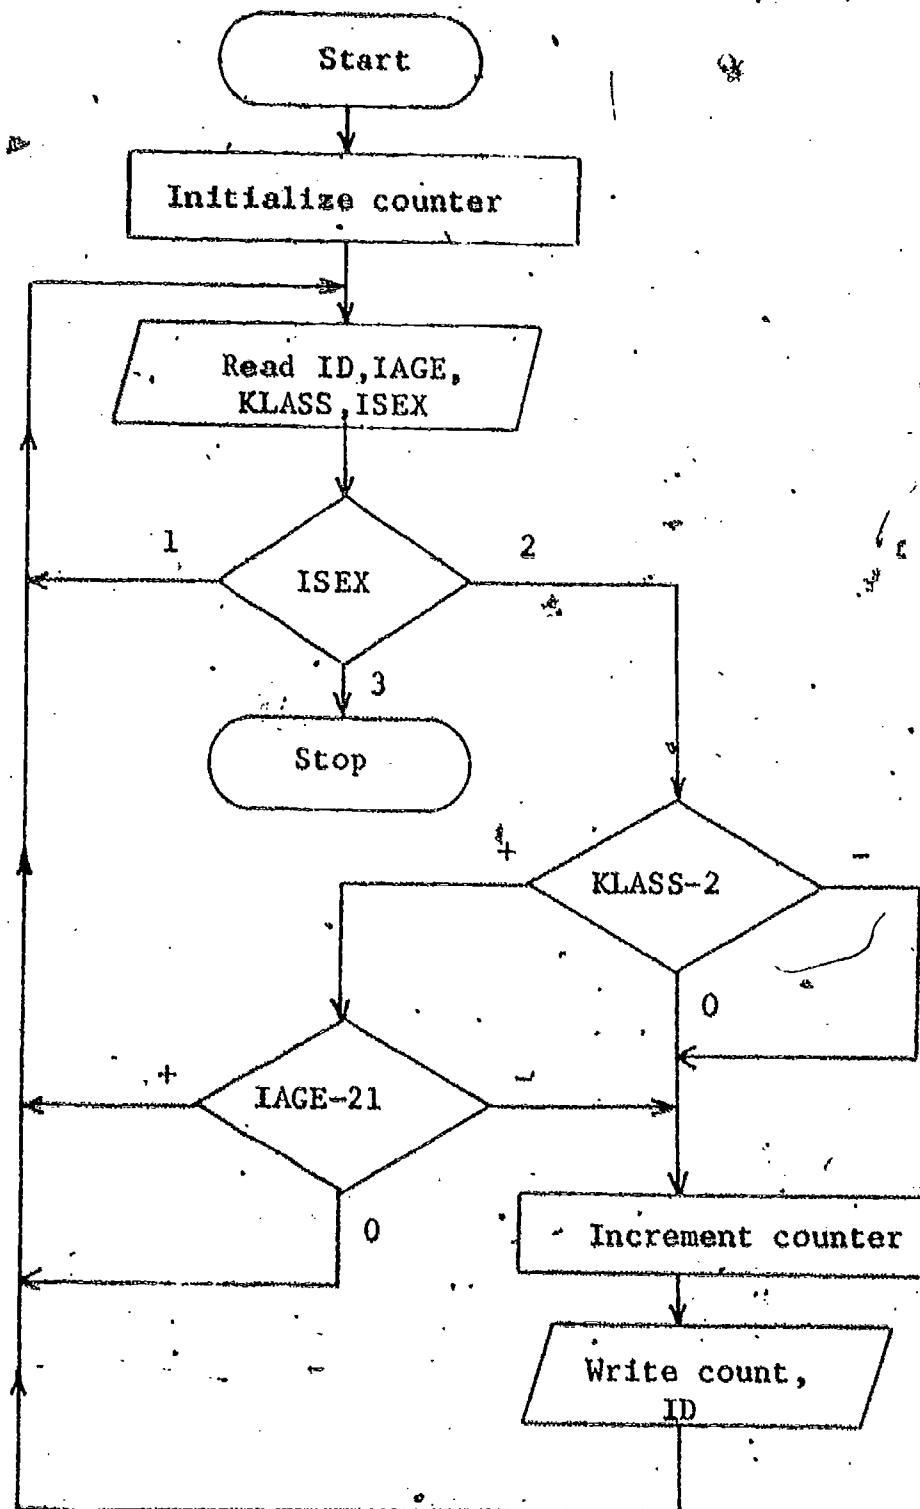 Start
Initialize counter
Read ID,IAGE,
KLASS,ISEX
1
2
ISEX
3
Stop
+
-
KLASS-2
0
+
-
IAGE-21
0
Increment counter
Write count,
ID